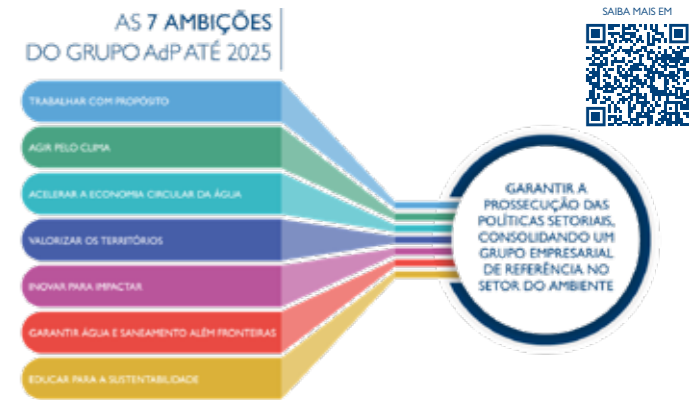 AS 7 AMBIÇÕES
DO GRUPO AdP ATÉ 2025
SAIBA MAIS EM
TRABALHAR COM PROPÓSITO
AGIR PELO CLIMA
ACELERAR A ECONOMIA CIRCULAR DA ÁGUA
VALORIZAR OS TERRITÓRIOS
INOVAR PARA IMPACTAR
GARANTIR ÁGUA E SANEAMENTO ALÉM FRONTEIRAS
EDUCAR PARA A SUSTENTABILIDADE
GARANTIR A
PROSSECUÇÃO DAS
POLÍTICAS SETORIAIS,
CONSOLIDANDO UM
GRUPO EMPRESARIAL
DE REFERÊNCIA NO
SETOR DO AMBIENTE